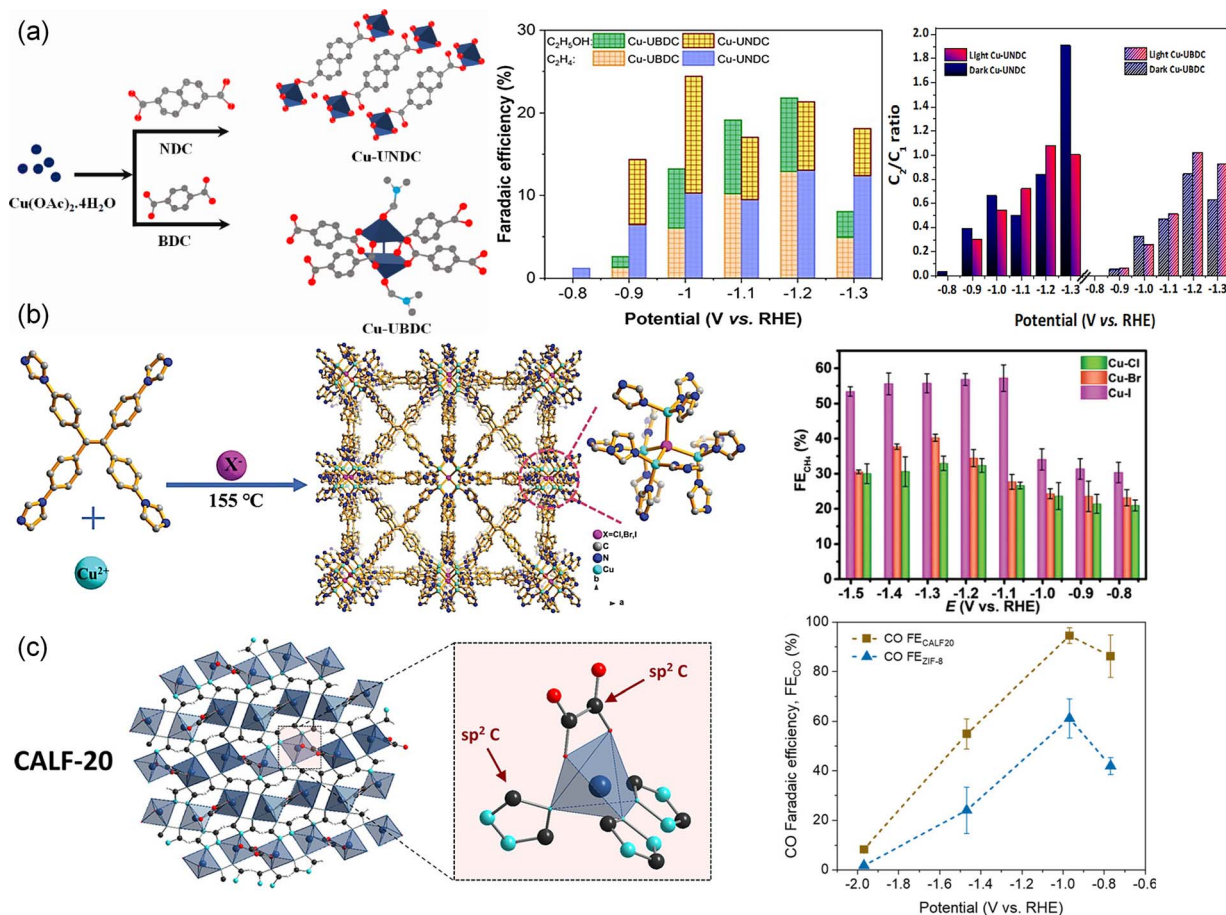 (a)
NDC
Cu(OAc)2.4H2O
BDC
Cu-UNDC
Cu-UBDC
Faradaic efficiency (%)
30
20
10
0
C2H5OH: Cu-UBDC Cu-UNDC
C2H4: Cu-UBDC Cu-UNDC
-0.8 -0.9 -1 -1.1 -1.2 -1.3
Potential (V vs. RHE)
C2/C1 ratio
2.0
1.8
1.6
1.4
1.2
1.0
0.8
0.6
0.4
0.2
0.0
Light Cu-UNDC Light Cu-UBDC
Dark Cu-UNDC Dark Cu-UBDC
-0.8 -0.9 -1.0 -1.1 -1.2 -1.3 -0.8 -0.9 -1.0 -1.1 -1.2 -1.3
Potential (V vs. RHE)
(b)
+
Cu2+
X-
155 °C
X=Cl,Br,I
C
N
Cu
b
a
FECH4 (%)
60
50
40
30
20
10
0
Cu-Cl
Cu-Br
Cu-I
-1.5 -1.4 -1.3 -1.2 -1.1 -1.0 -0.9 -0.8
E (V vs. RHE)
(c)
CALF-20
sp2 C
sp2 C
CO Faradaic efficiency, FECO (%)
100
80
60
40
20
0
CO FECALF20
CO FEZIF-8
-2.0 -1.8 -1.6 -1.4 -1.2 -1.0 -0.8 -0.6
Potential (V vs. RHE)